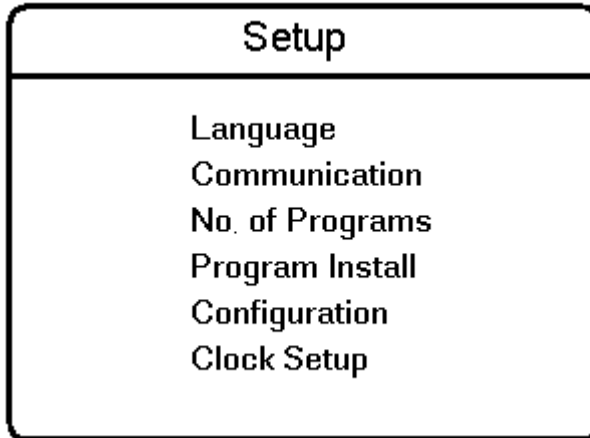 Setup
Language
Communication
No. of Programs
Program Install
Configuration
Clock Setup